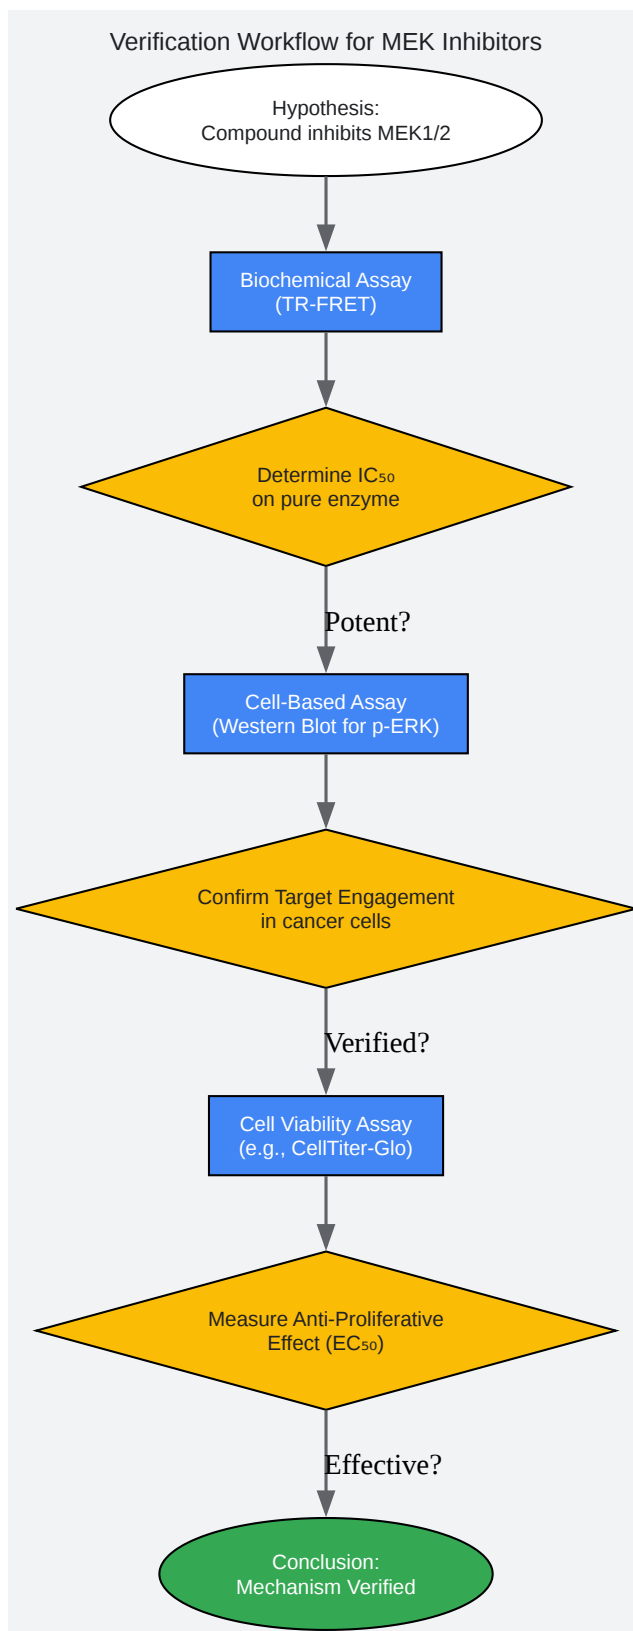 Verification Workflow for MEK Inhibitors
Hypothesis:
Compound inhibits MEK1/2
Biochemical Assay
(TR-FRET)
Determine IC₅₀
on pure enzyme
Potent?
Cell-Based Assay
(Western Blot for p-ERK)
Confirm Target Engagement
in cancer cells
Verified?
Cell Viability Assay
(e.g., CellTiter-Glo)
Measure Anti-Proliferative
Effect (EC₅₀)
Effective?
Conclusion:
Mechanism Verified